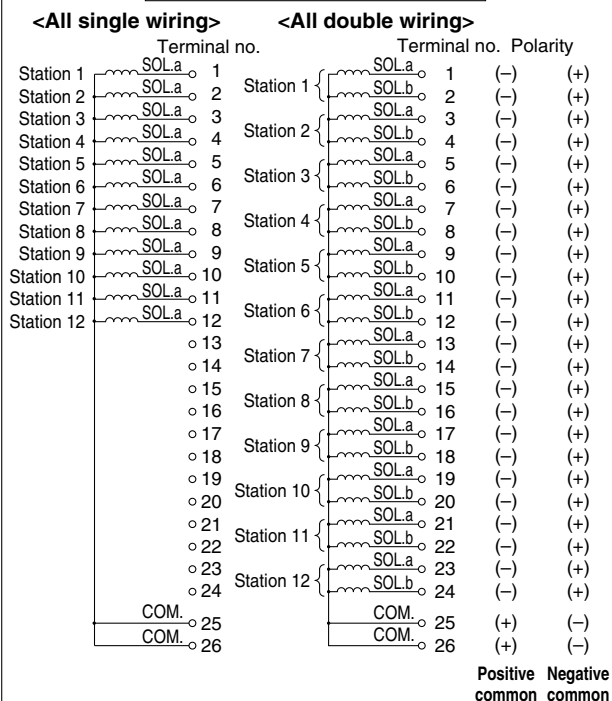 <All single wiring> <All double wiring>
Terminal no. Terminal no. Polarity
Station 1 SOL.a 1 Station 1 SOL.a 1 (–) (+)
Station 2 SOL.a 2 SOL.b 2 (–) (+)
Station 3 SOL.a 3 Station 2 SOL.a 3 (–) (+)
Station 4 SOL.a 4 SOL.b 4 (–) (+)
Station 5 SOL.a 5 Station 3 SOL.a 5 (–) (+)
Station 6 SOL.a 6 SOL.b 6 (–) (+)
Station 7 SOL.a 7 Station 4 SOL.a 7 (–) (+)
Station 8 SOL.a 8 SOL.b 8 (–) (+)
Station 9 SOL.a 9 Station 5 SOL.a 9 (–) (+)
Station 10 SOL.a 10 SOL.b 10 (–) (+)
Station 11 SOL.a 11 Station 6 SOL.a 11 (–) (+)
Station 12 SOL.a 12 SOL.b 12 (–) (+)
13 Station 7 SOL.a 13 (–) (+)
14 SOL.b 14 (–) (+)
15 Station 8 SOL.a 15 (–) (+)
16 SOL.b 16 (–) (+)
17 Station 9 SOL.a 17 (–) (+)
18 SOL.b 18 (–) (+)
19 Station 10 SOL.a 19 (–) (+)
20 SOL.b 20 (–) (+)
21 Station 11 SOL.a 21 (–) (+)
22 SOL.b 22 (–) (+)
23 Station 12 SOL.a 23 (–) (+)
24 SOL.b 24 (–) (+)
COM. 25 COM. 25 (+) (–)
COM. 26 COM. 26 (+) (–)
Positive Negative
common common